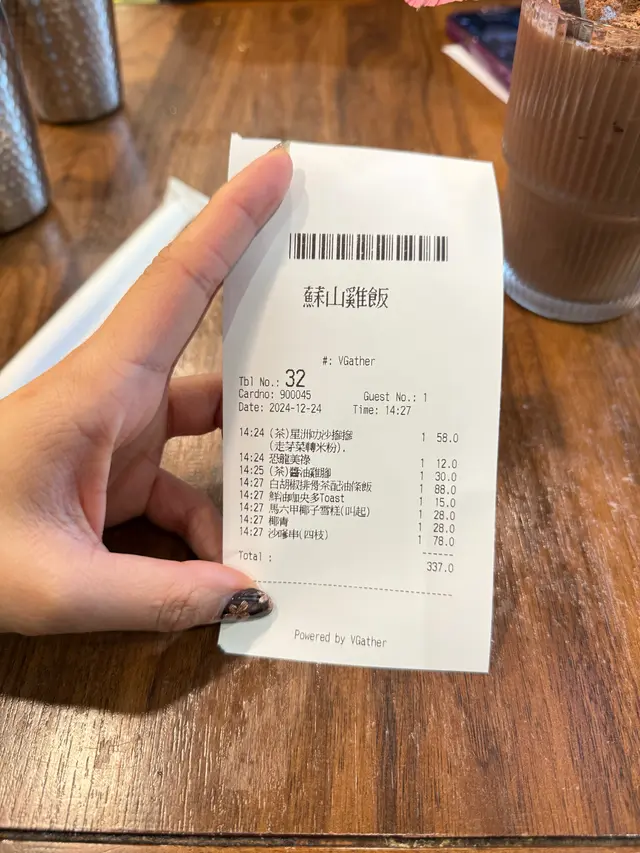 蘇山雞飯
#: VGather
Tbl No.: 32
Cardno: 900045 Guest No.: 1
Date: 2024-12-24 Time: 14:27
14:24 (茶)星洲叻沙撈撈 1 58.0
(走芽菜轉米粉).
14:24 恐龍美祿 1 12.0
14:25 (茶)醬油雞腳 1 30.0
14:27 白胡椒排骨茶配油條飯 1 88.0
14:27 鮮油咖央多Toast 1 15.0
14:27 馬六甲椰子雪糕(叫起) 1 28.0
14:27 椰青 1 28.0
14:27 沙嗲串(四枝) 1 78.0
Total : 337.0
Powered by VGather